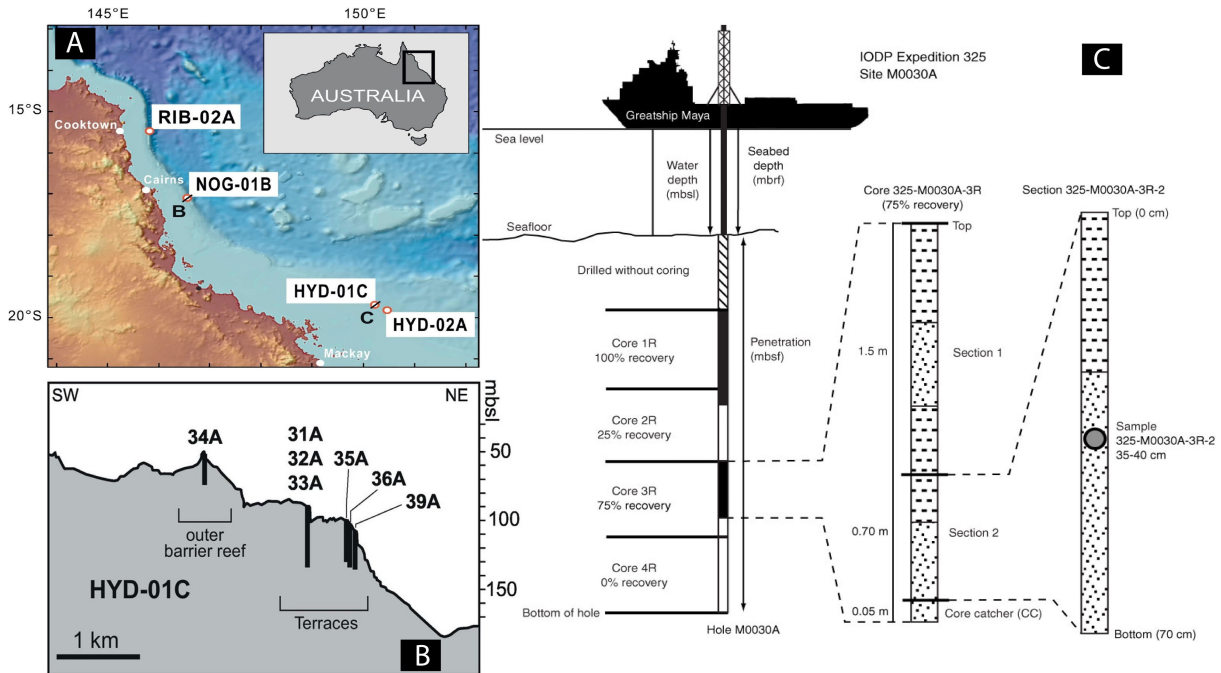 145°E
150°E
A
15°S
20°S
Cooktown
RIB-02A
Cairns
NOG-01B
B
HYD-01C
C
HYD-02A
Mackay
AUSTRALIA
SW
NE
mbsl
34A
31A
32A
33A
35A
36A
39A
50
100
150
outer
barrier reef
Terraces
HYD-01C
1 km
B
IODP Expedition 325
Site M0030A
C
Greatship Maya
Sea level
Water
depth
(mbsl)
Seabed
depth
(mbrf)
Seafloor
Drilled without coring
Core 1R
100% recovery
Core 2R
25% recovery
Core 3R
75% recovery
Core 4R
0% recovery
Bottom of hole
Penetration
(mbsf)
Hole M0030A
Core 325-M0030A-3R
(75% recovery)
Top
1.5 m
Section 1
0.70 m
Section 2
0.05 m
Core catcher (CC)
Section 325-M0030A-3R-2
Top (0 cm)
Sample
325-M0030A-3R-2
35-40 cm
Bottom (70 cm)